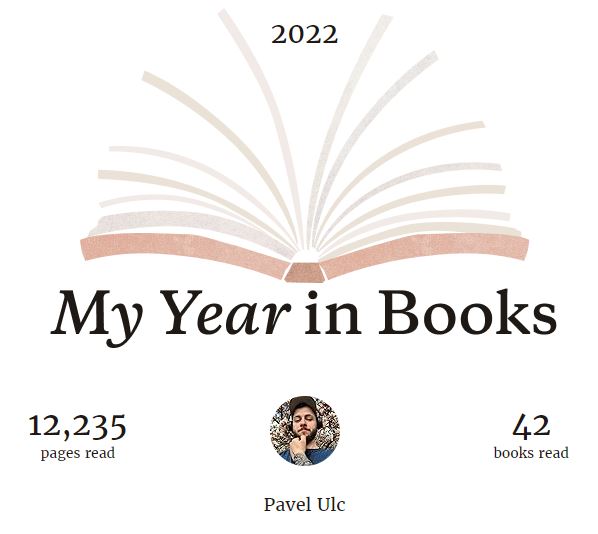 2022
My Year in Books
12,235
pages read
42
books read
Pavel Ulc